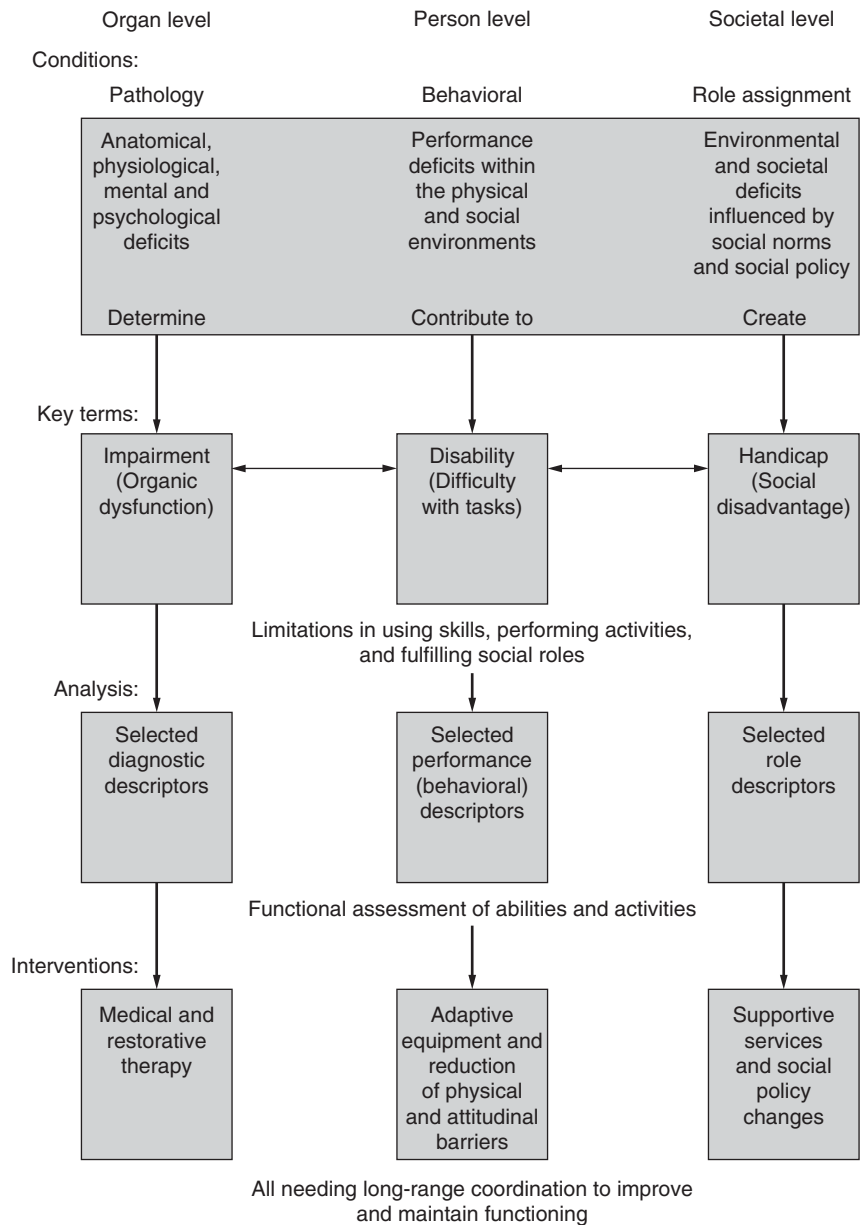 Organ level
Person level
Societal level
Conditions:
Pathology
Behavioral
Role assignment
Anatomical,
physiological,
mental and
psychological
deficits
Performance
deficits within
the physical
and social
environments
Environmental
and societal
deficits
influenced by
social norms
and social policy
Determine
Contribute to
Create
Key terms:
Impairment
(Organic
dysfunction)
Disability
(Difficulty
with tasks)
Handicap
(Social
disadvantage)
Limitations in using skills, performing activities,
and fulfilling social roles
Analysis:
Selected
diagnostic
descriptors
Selected
performance
(behavioral)
descriptors
Selected
role
descriptors
Functional assessment of abilities and activities
Interventions:
Medical and
restorative
therapy
Adaptive
equipment and
reduction
of physical
and attitudinal
barriers
Supportive
services
and social
policy
changes
All needing long-range coordination to improve
and maintain functioning